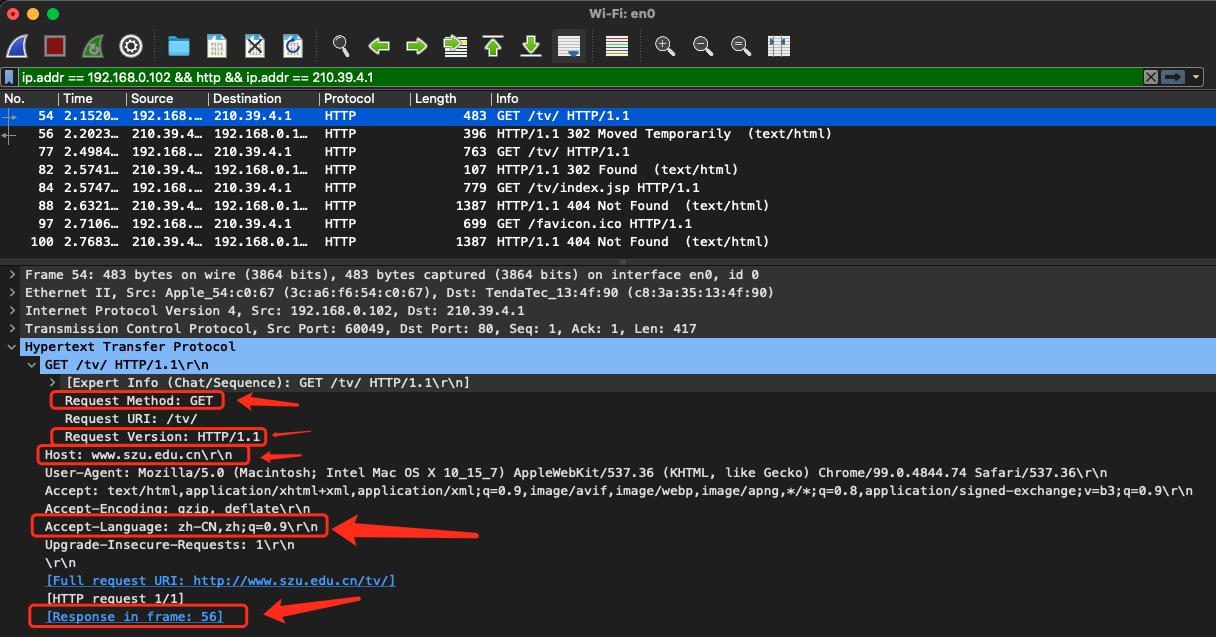 Wi-Fi: en0
ip.addr == 192.168.0.102 && http && ip.addr == 210.39.4.1
No. Time Source Destination Protocol Length Info
54 2.1520… 192.168.… 210.39.4.1 HTTP 483 GET /tv/ HTTP/1.1
56 2.2023… 210.39.4… 192.168.0.1… HTTP 396 HTTP/1.1 302 Moved Temporarily (text/html)
77 2.4984… 192.168.… 210.39.4.1 HTTP 763 GET /tv/ HTTP/1.1
82 2.5741… 210.39.4… 192.168.0.1… HTTP 107 HTTP/1.1 302 Found (text/html)
84 2.5747… 192.168.… 210.39.4.1 HTTP 779 GET /tv/index.jsp HTTP/1.1
88 2.6321… 210.39.4… 192.168.0.1… HTTP 1387 HTTP/1.1 404 Not Found (text/html)
97 2.7106… 192.168.… 210.39.4.1 HTTP 699 GET /favicon.ico HTTP/1.1
100 2.7683… 210.39.4… 192.168.0.1… HTTP 1387 HTTP/1.1 404 Not Found (text/html)
Frame 54: 483 bytes on wire (3864 bits), 483 bytes captured (3864 bits) on interface en0, id 0
Ethernet II, Src: Apple_54:c0:67 (3c:a6:f6:54:c0:67), Dst: TendaTec_13:4f:90 (c8:3a:35:13:4f:90)
Internet Protocol Version 4, Src: 192.168.0.102, Dst: 210.39.4.1
Transmission Control Protocol, Src Port: 60049, Dst Port: 80, Seq: 1, Ack: 1, Len: 417
Hypertext Transfer Protocol
GET /tv/ HTTP/1.1\r\n
[Expert Info (Chat/Sequence): GET /tv/ HTTP/1.1\r\n]
Request Method: GET
Request URI: /tv/
Request Version: HTTP/1.1
Host: www.szu.edu.cn\r\n
User-Agent: Mozilla/5.0 (Macintosh; Intel Mac OS X 10_15_7) AppleWebKit/537.36 (KHTML, like Gecko) Chrome/99.0.4844.74 Safari/537.36\r\n
Accept: text/html,application/xhtml+xml,application/xml;q=0.9,image/avif,image/webp,image/apng,*/*;q=0.8,application/signed-exchange;v=b3;q=0.9\r\n
Accept-Encoding: gzip, deflate\r\n
Accept-Language: zh-CN,zh;q=0.9\r\n
Upgrade-Insecure-Requests: 1\r\n
\r\n
[Full request URI: http://www.szu.edu.cn/tv/]
[HTTP request 1/1]
[Response in frame: 56]